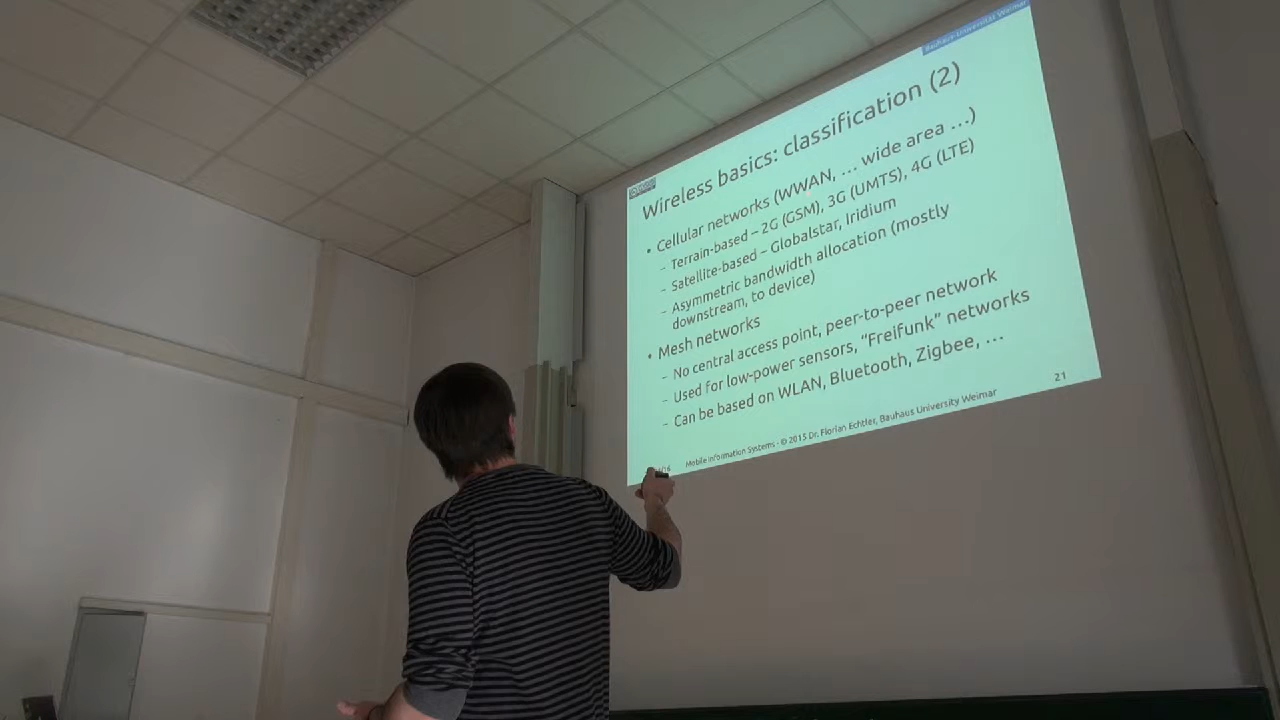 Bauhaus-Universität Weimar
Wireless basics: classification (2)
• Cellular networks (WWAN, … wide area …)
– Terrain-based – 2G (GSM), 3G (UMTS), 4G (LTE)
– Satellite-based – Globalstar, Iridium
– Asymmetric bandwidth allocation (mostly
downstream, to device)
• Mesh networks
– No central access point, peer-to-peer network
– Used for low-power sensors, “Freifunk” networks
– Can be based on WLAN, Bluetooth, Zigbee, …
Mobile Information Systems - © 2015 Dr. Florian Echtler, Bauhaus University Weimar
21